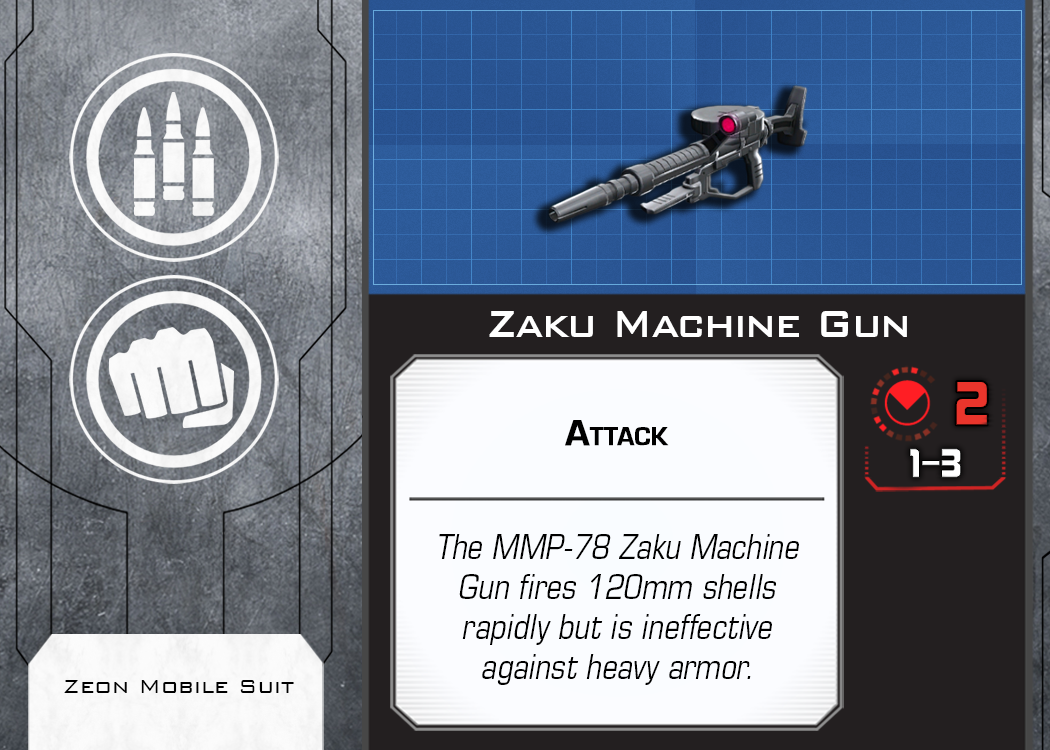 Zaku Machine Gun
Attack
2
1–3
The MMP-78 Zaku Machine
Gun fires 120mm shells
rapidly but is ineffective
against heavy armor.
Zeon Mobile Suit